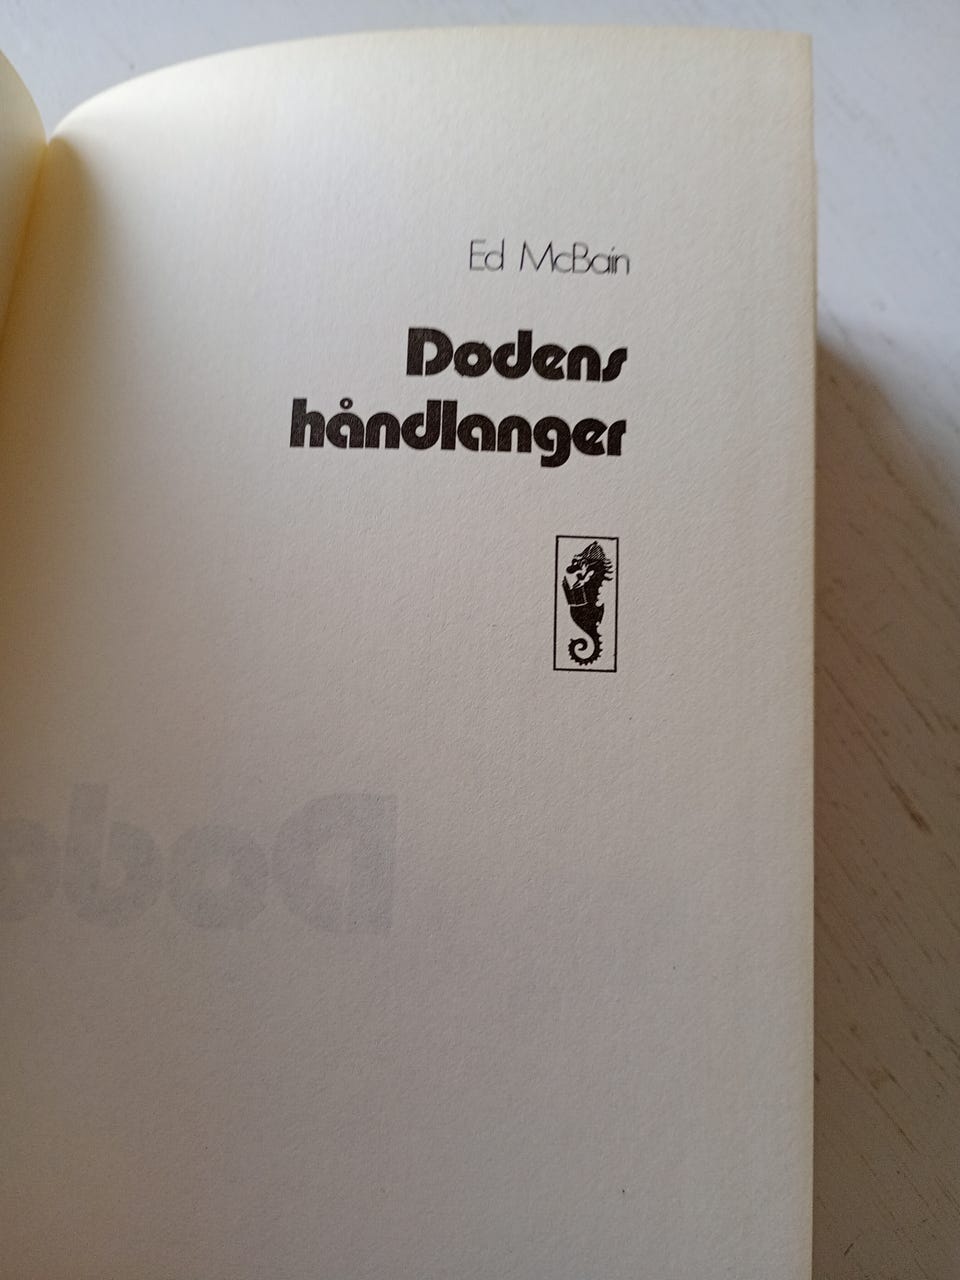 Ed McBain
Dødens
håndlanger